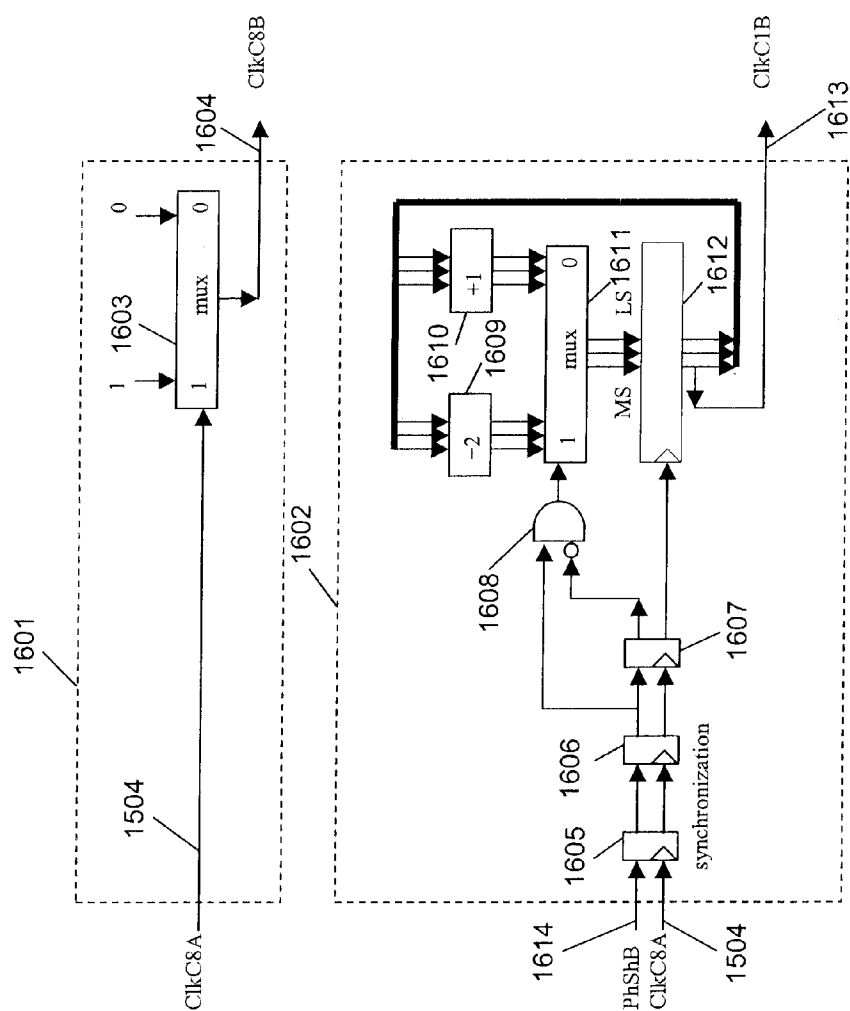 1601
ClkC8A
1504
1
0
1603
1
mux
0
1604
ClkC8B
1602
1614
PhShB
ClkC8A
1504
1605
1606
synchronization
1607
1608
−2
1609
+1
1610
1
mux
0
1611
MS
LS
1612
1613
ClkC1B